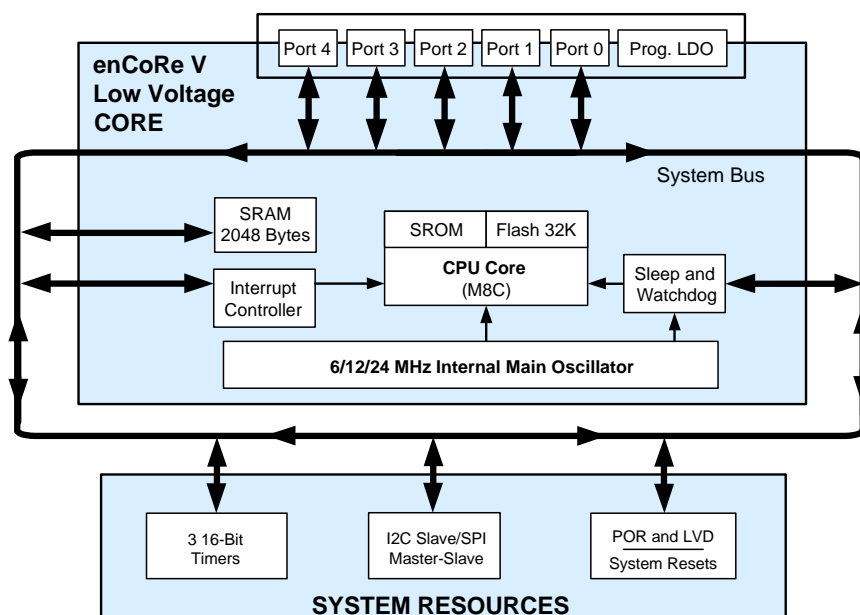 Port 4 Port 3 Port 2 Port 1 Port 0 Prog. LDO
enCoRe V
Low Voltage
CORE
System Bus
SRAM
2048 Bytes
SROM Flash 32K
CPU Core
(M8C)
Interrupt
Controller
Sleep and
Watchdog
6/12/24 MHz Internal Main Oscillator
3 16-Bit
Timers
I2C Slave/SPI
Master-Slave
POR and LVD
System Resets
SYSTEM RESOURCES